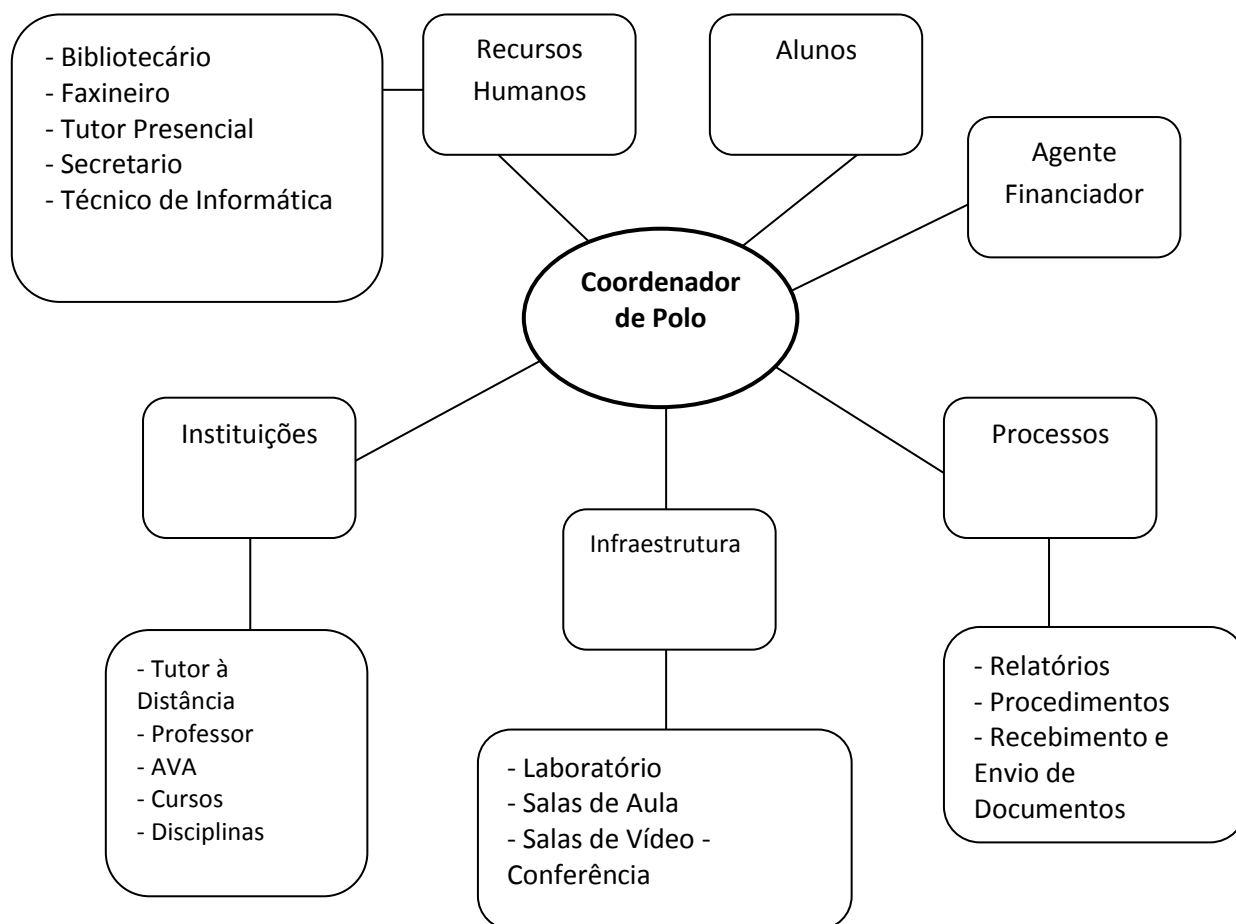 - Bibliotecário
- Faxineiro
- Tutor Presencial
- Secretario
- Técnico de Informática
Recursos
Humanos
Alunos
Agente
Financiador
Coordenador
de Polo
Instituições
Infraestrutura
Processos
- Tutor à
Distância
- Professor
- AVA
- Cursos
- Disciplinas
- Laboratório
- Salas de Aula
- Salas de Vídeo -
Conferência
- Relatórios
- Procedimentos
- Recebimento e
Envio de
Documentos